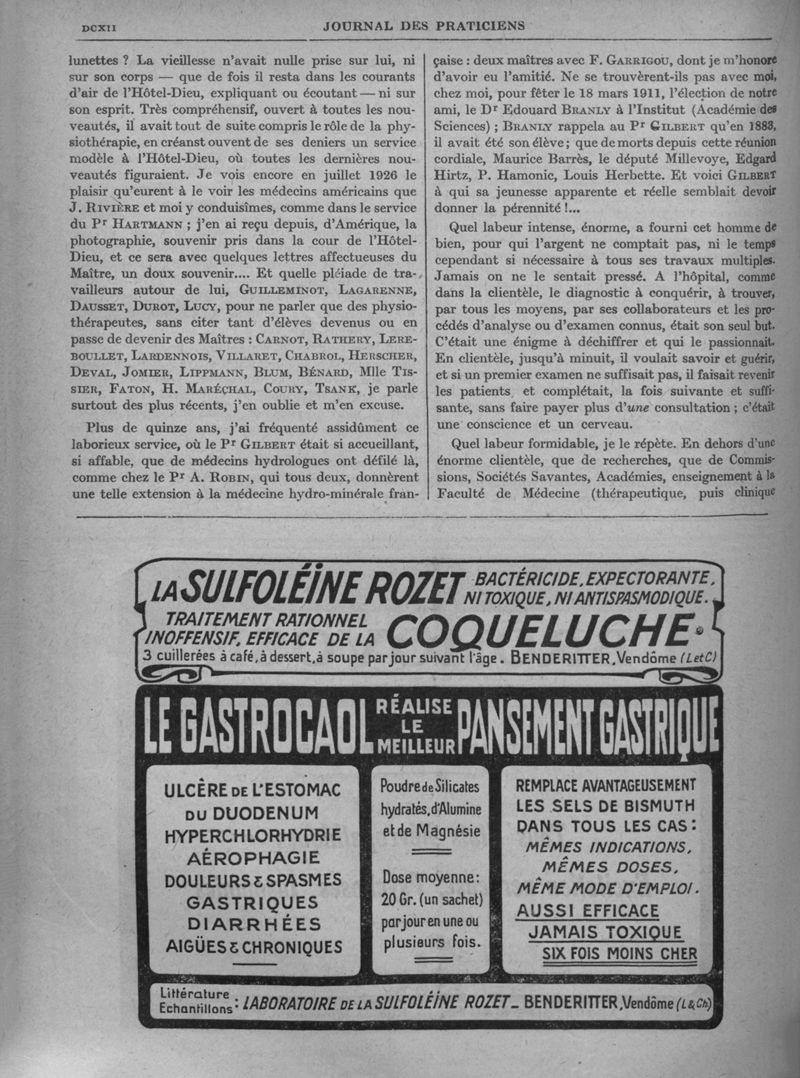 DCXII
JOURNAL DES PRATICIENS
lunettes ? La vieillesse n'avait nulle prise sur lui, ni
sur son corps — que de fois il resta dans les courants
d'air de l'Hôtel-Dieu, expliquant ou écoutant — ni sur
son esprit. Très compréhensif, ouvert à toutes les nou-
veautés, il avait tout de suite compris le rôle de la phy-
siothérapie, en créanst ouvent de ses deniers un service
modèle à l'Hôtel-Dieu, où toutes les dernières nou-
veautés figuraient. Je vois encore en juillet 1926 le
plaisir qu'eurent à le voir les médecins américains que
J. RIVIÈRE et moi y conduisîmes, comme dans le service
du Pr HARTMANN ; j'en ai reçu depuis, d'Amérique, la
photographie, souvenir pris dans la cour de l'Hôtel-
Dieu, et ce sera avec quelques lettres affectueuses du
Maître, un doux souvenir.... Et quelle pléiade de tra-
vailleurs autour de lui, GUILLEMINOT, LAGARENNE,
DAUSSET, DUROT, LUCY, pour ne parler que des physio-
thérapeutes, sans citer tant d'élèves devenus ou en
passe de devenir des Maîtres : CARNOT, RATHERY, LERE-
BOULLET, LARDENNOIS, VILLARET, CHABROL, HERSCHER,
DEVAL, JOMIER, LIPPMANN, BLUM, BÉNARD, Mlle TIS-
SIER, FATON, H. MARÉCHAL, COURY, TSANK, je parle
surtout des plus récents, j'en oublie et m'en excuse.
Plus de quinze ans, j'ai fréquenté assidûment ce
laborieux service, où le Pr GILBERT était si accueillant,
si affable, que de médecins hydrologues ont défilé là,
comme chez le Pr A. ROBIN, qui tous deux, donnèrent
une telle extension à la médecine hydro-minérale fran-
çaise : deux maîtres avec F. GARRIGOU, dont je m'honore
d'avoir eu l'amitié. Ne se trouvèrent-ils pas avec moi,
chez moi, pour fêter le 18 mars 1911, l'élection de notre
ami, le Dr Edouard BRANLY à l'Institut (Académie des
Sciences) ; BRANLY rappela au Pr GILBERT qu'en 1883,
il avait été son élève ; que de morts depuis cette réunion
cordiale, Maurice Barrès, le député Millevoye, Edgard
Hirtz, P. Hamonic, Louis Herbette. Et voici GILBERT
à qui sa jeunesse apparente et réelle semblait devoir
donner la pérennité !...
Quel labeur intense, énorme, a fourni cet homme de
bien, pour qui l'argent ne comptait pas, ni le temps
cependant si nécessaire à tous ses travaux multiples.
Jamais on ne le sentait pressé. A l'hôpital, comme
dans la clientèle, le diagnostic à conquérir, à trouver,
par tous les moyens, par ses collaborateurs et les pro-
cédés d'analyse ou d'examen connus, était son seul but.
C'était une énigme à déchiffrer et qui le passionnait.
En clientèle, jusqu'à minuit, il voulait savoir et guérir,
et si un premier examen ne suffisait pas, il faisait revenir
les patients et complétait, la fois suivante et suffi-
sante, sans faire payer plus d'une consultation ; c'était
une conscience et un cerveau.
Quel labeur formidable, je le répète. En dehors d'une
énorme clientèle, que de recherches, que de Commis-
sions, Sociétés Savantes, Académies, enseignement à la
Faculté de Médecine (thérapeutique, puis clinique
LA SULFOLÉÏNE ROZET BACTÉRICIDE, EXPECTORANTE,
NI TOXIQUE, NI ANTISPASMODIQUE.
TRAITEMENT RATIONNEL
INOFFENSIF, EFFICACE DE LA COQUELUCHE
3 cuillerées à café, à dessert, à soupe par jour suivant l'âge. BENDERITTER, Vendôme (L et C)
LE GASTROCAOL RÉALISE LE MEILLEUR PANSEMENT GASTRIQUE
ULCÈRE DE L'ESTOMAC
DU DUODENUM
HYPERCHLORHYDRIE
AÉROPHAGIE
DOULEURS & SPASMES
GASTRIQUES
DIARRHÉES
AIGÜES & CHRONIQUES
Poudre de Silicates
hydratés, d'Alumine
et de Magnésie
Dose moyenne:
20 Gr. (un sachet)
par jour en une ou
plusieurs fois.
REMPLACE AVANTAGEUSEMENT
LES SELS DE BISMUTH
DANS TOUS LES CAS:
MÊMES INDICATIONS,
MÊMES DOSES,
MÊME MODE D'EMPLOI.
AUSSI EFFICACE
JAMAIS TOXIQUE
SIX FOIS MOINS CHER
Littérature
Echantillons : LABORATOIRE DE LA SULFOLÉÏNE ROZET_ BENDERITTER, Vendôme (L & Ch)